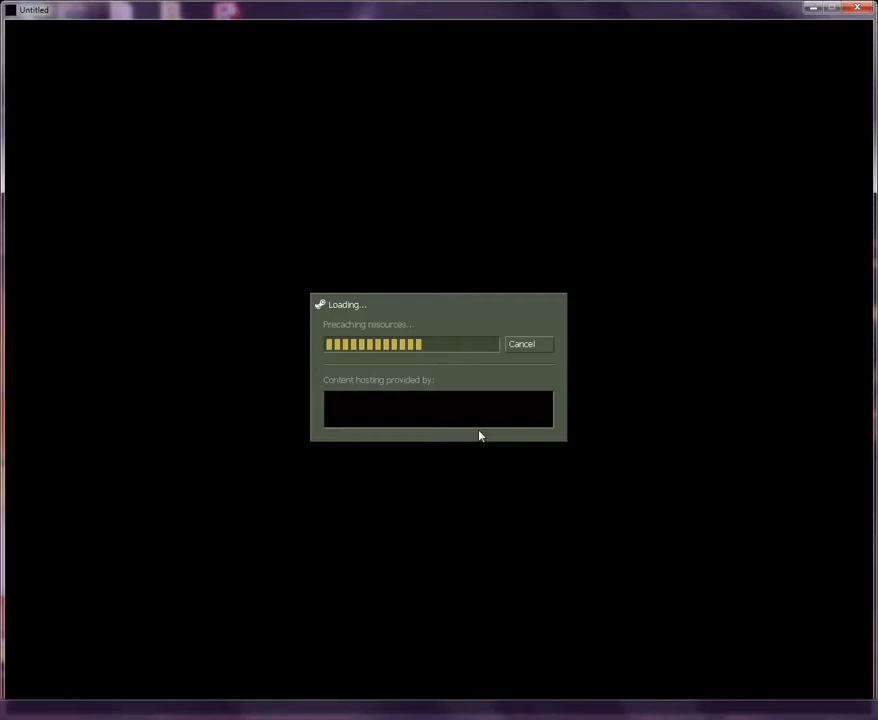 Untitled
Loading...
Precaching resources...
Cancel
Content hosting provided by: